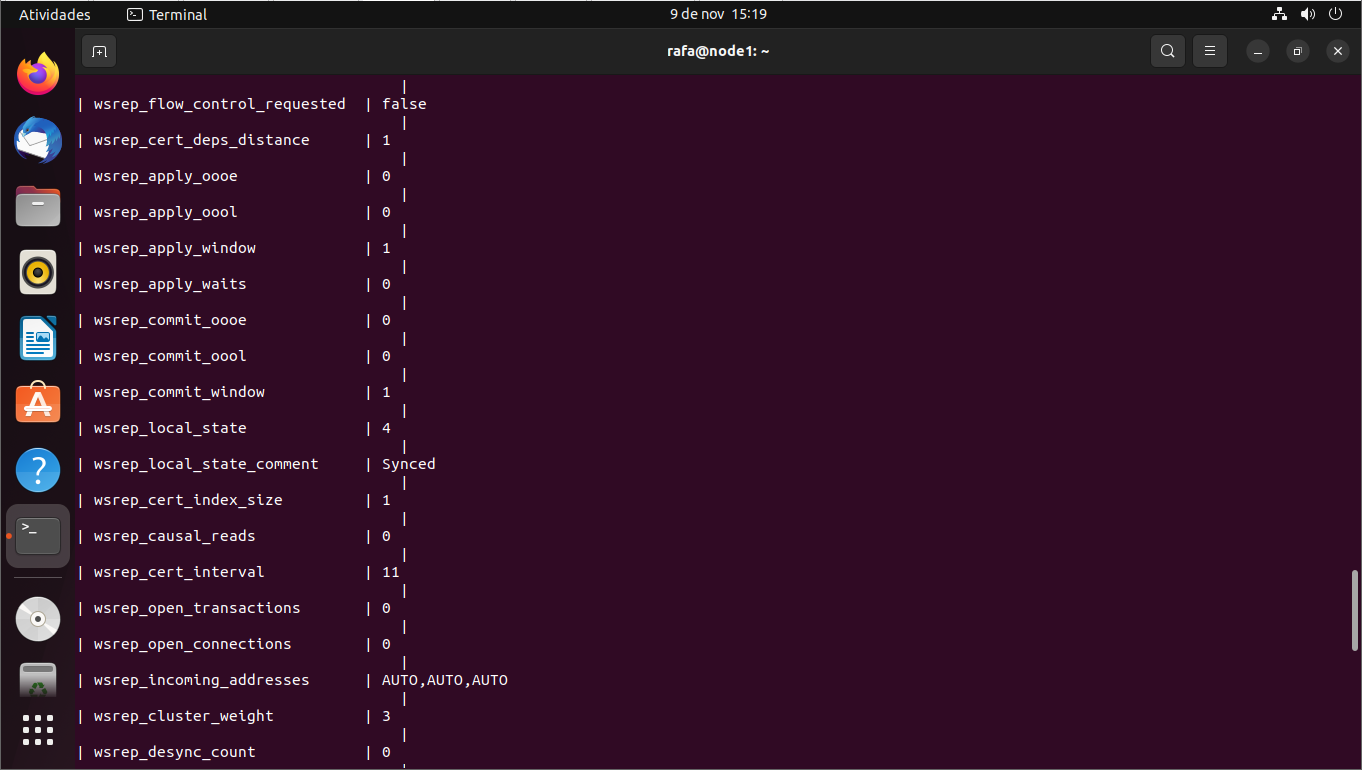 Atividades
Terminal
9 de nov 15:19
rafa@node1: ~
|
| wsrep_flow_control_requested | false
|
| wsrep_cert_deps_distance | 1
|
| wsrep_apply_oooe | 0
|
| wsrep_apply_oool | 0
|
| wsrep_apply_window | 1
|
| wsrep_apply_waits | 0
|
| wsrep_commit_oooe | 0
|
| wsrep_commit_oool | 0
|
| wsrep_commit_window | 1
|
| wsrep_local_state | 4
|
| wsrep_local_state_comment | Synced
|
| wsrep_cert_index_size | 1
|
| wsrep_causal_reads | 0
|
| wsrep_cert_interval | 11
|
| wsrep_open_transactions | 0
|
| wsrep_open_connections | 0
|
| wsrep_incoming_addresses | AUTO,AUTO,AUTO
|
| wsrep_cluster_weight | 3
|
| wsrep_desync_count | 0